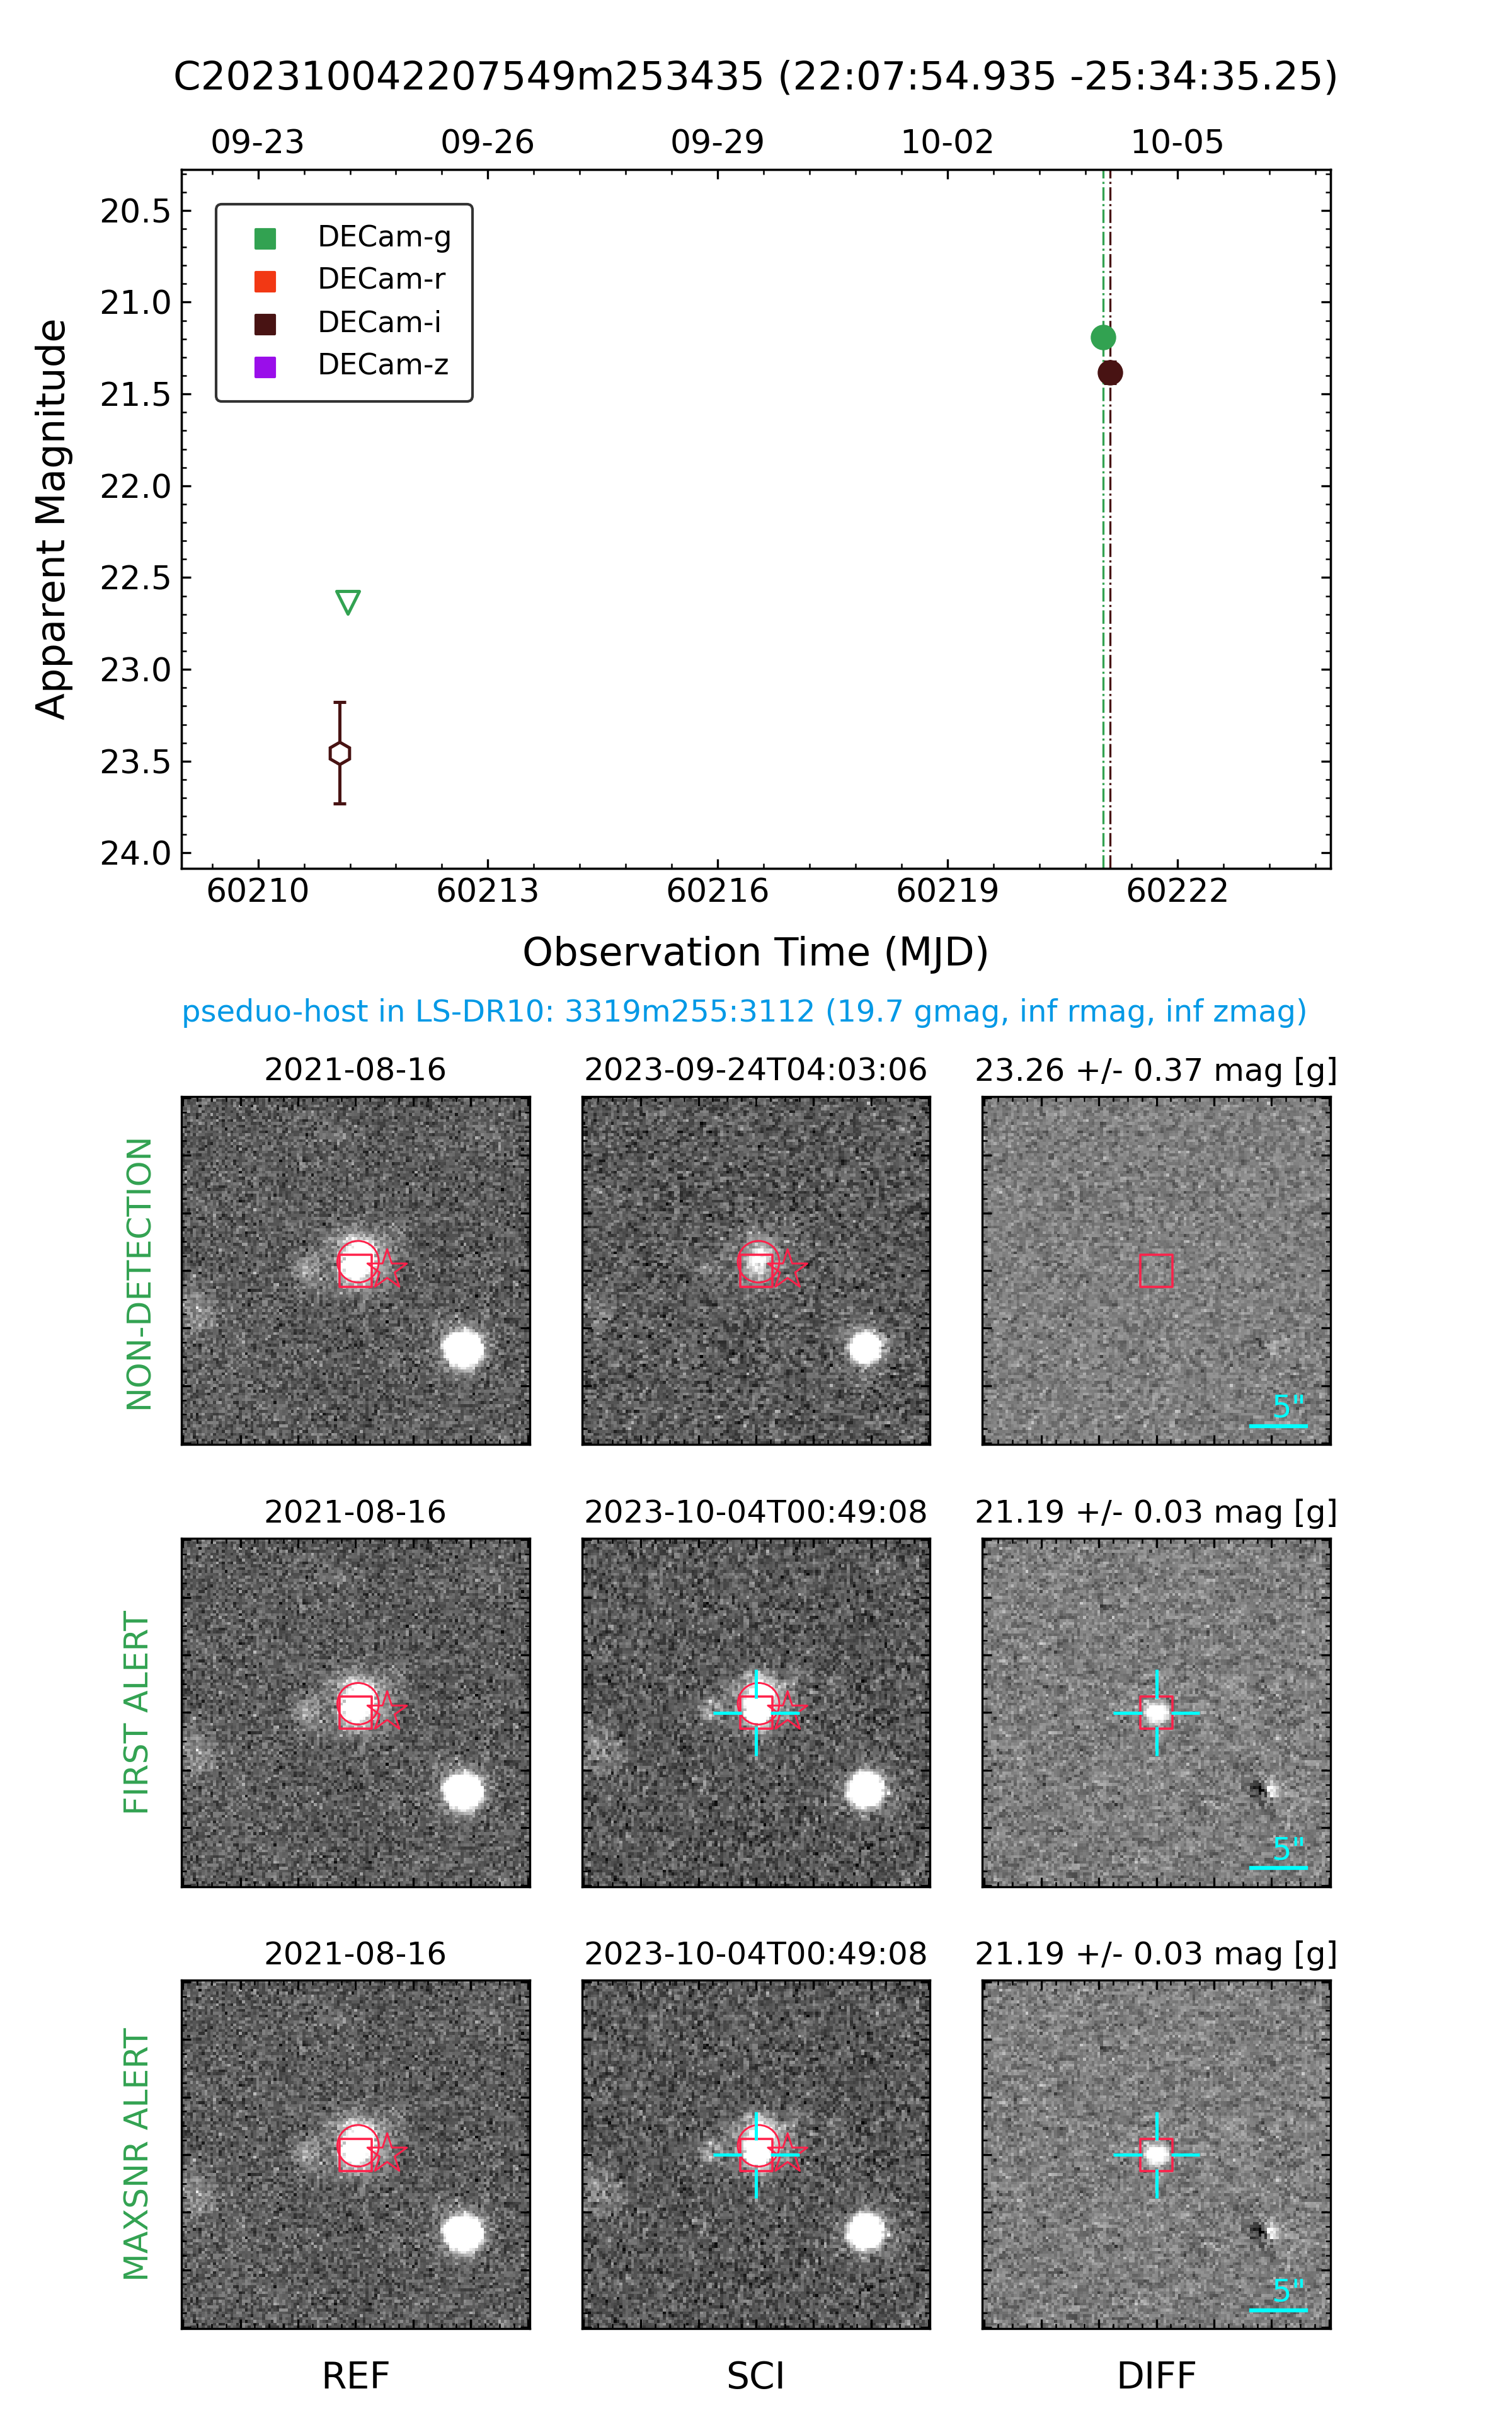 C202310042207549m253435 (22:07:54.935 -25:34:35.25)
09-23 09-26 09-29 10-02 10-05
20.5
21.0
21.5
22.0
22.5
23.0
23.5
24.0
Apparent Magnitude
DECam-g
DECam-r
DECam-i
DECam-z
60210 60213 60216 60219 60222
Observation Time (MJD)
pseduo-host in LS-DR10: 3319m255:3112 (19.7 gmag, inf rmag, inf zmag)
2021-08-16 2023-09-24T04:03:06 23.26 +/- 0.37 mag [g]
NON-DETECTION
5"
2021-08-16 2023-10-04T00:49:08 21.19 +/- 0.03 mag [g]
FIRST ALERT
5"
2021-08-16 2023-10-04T00:49:08 21.19 +/- 0.03 mag [g]
MAXSNR ALERT
5"
REF SCI DIFF